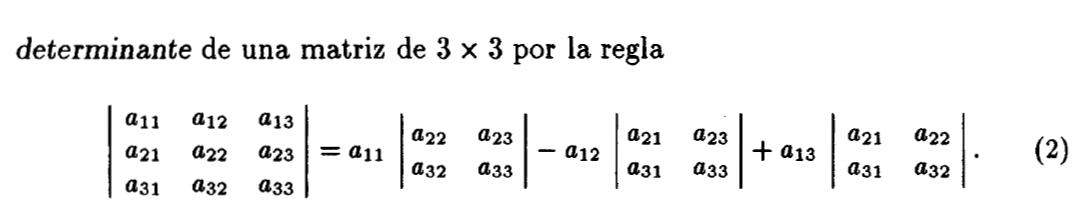 determinante de una matriz de 3 × 3 por la regla
| a₁₁ a₁₂ a₁₃ |
| a₂₁ a₂₂ a₂₃ | = a₁₁ | a₂₂ a₂₃ ; a₃₂ a₃₃ | − a₁₂ | a₂₁ a₂₃ ; a₃₁ a₃₃ | + a₁₃ | a₂₁ a₂₂ ; a₃₁ a₃₂ | . (2)
| a₃₁ a₃₂ a₃₃ |